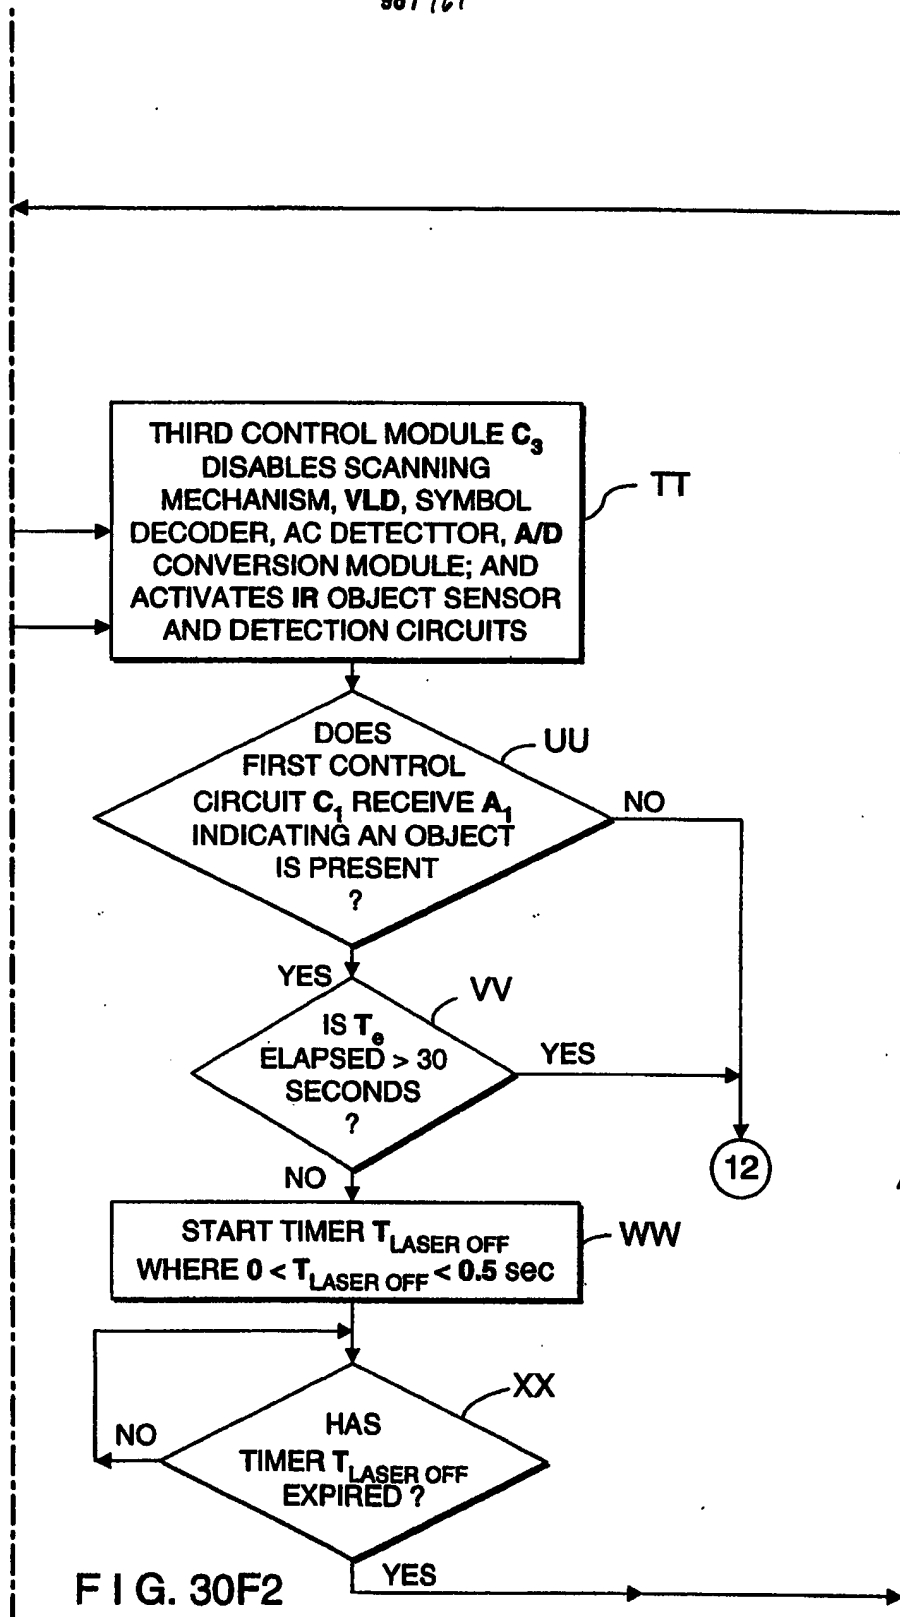 THIRD CONTROL MODULE C3
DISABLES SCANNING
MECHANISM, VLD, SYMBOL
DECODER, AC DETECTTOR, A/D
CONVERSION MODULE; AND
ACTIVATES IR OBJECT SENSOR
AND DETECTION CIRCUITS
TT
DOES
FIRST CONTROL
CIRCUIT C1 RECEIVE A1
INDICATING AN OBJECT
IS PRESENT
?
UU
NO
YES
IS Te
ELAPSED > 30
SECONDS
?
VV
YES
12
NO
START TIMER TLASER OFF
WHERE 0 < TLASER OFF < 0.5 sec
WW
HAS
TIMER TLASER OFF
EXPIRED ?
XX
NO
YES
FIG. 30F2